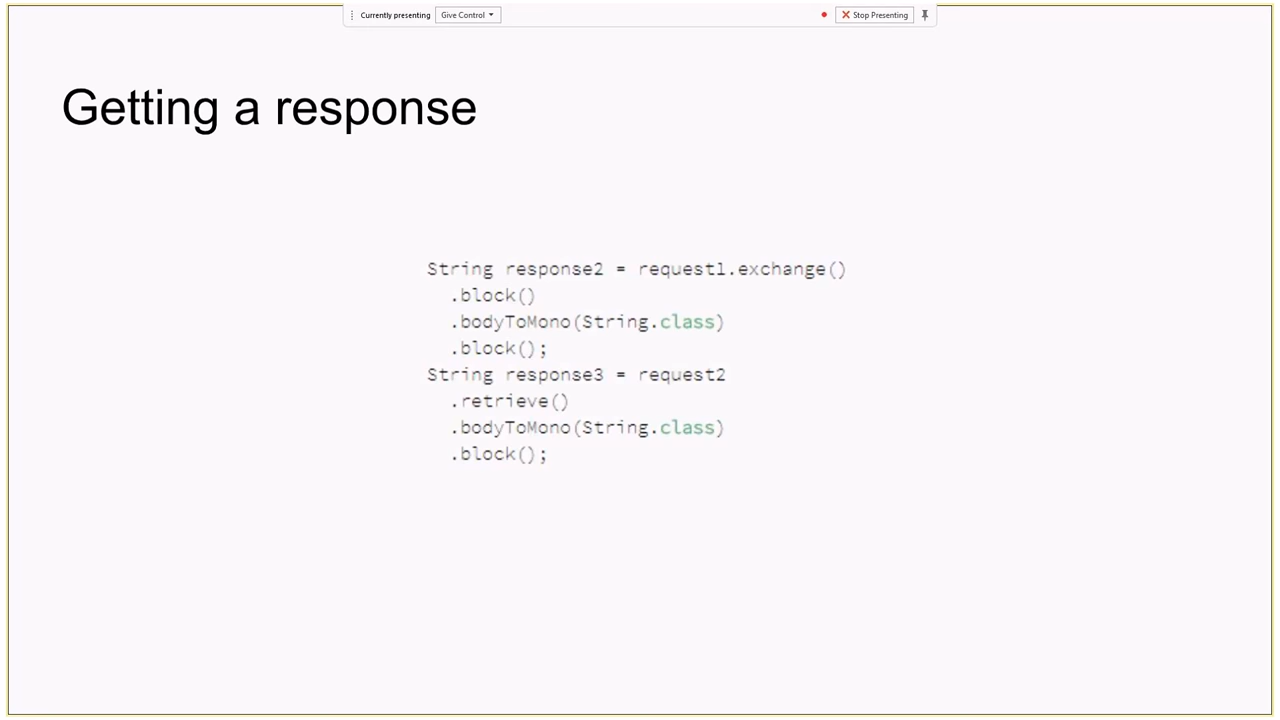 Currently presenting Give Control Stop Presenting
Getting a response
String response2 = request1.exchange()
.block()
.bodyToMono(String.class)
.block();
String response3 = request2
.retrieve()
.bodyToMono(String.class)
.block();